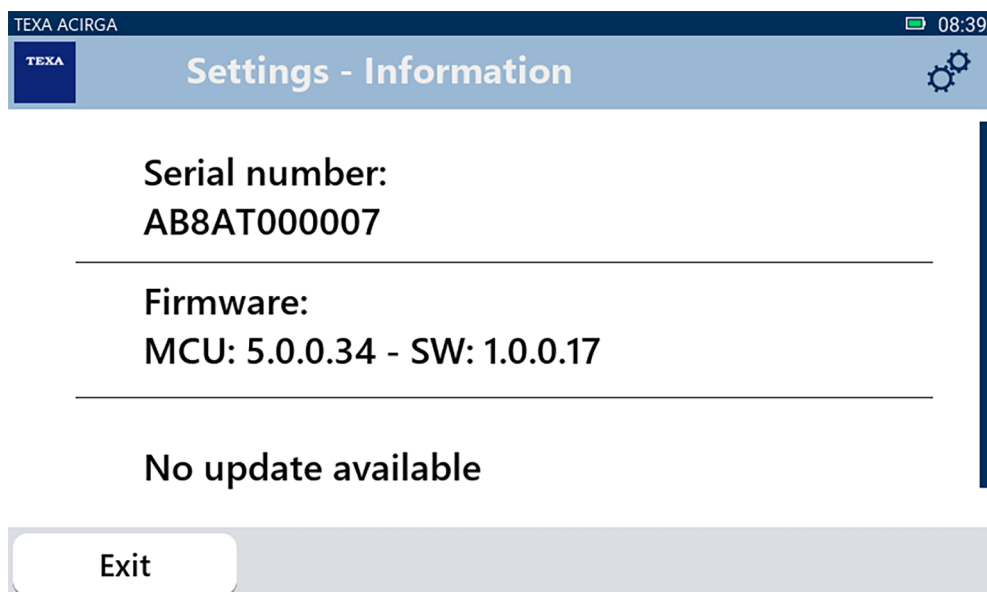 TEXA ACIRGA 08:39
TEXA Settings - Information
Serial number:
AB8AT000007
Firmware:
MCU: 5.0.0.34 - SW: 1.0.0.17
No update available
Exit